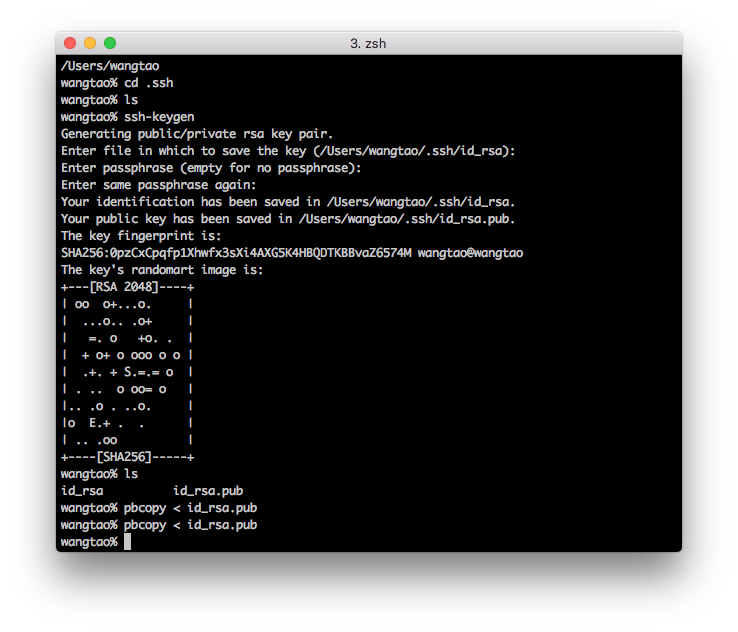 3. zsh
/Users/wangtao
wangtao% cd .ssh
wangtao% ls
wangtao% ssh-keygen
Generating public/private rsa key pair.
Enter file in which to save the key (/Users/wangtao/.ssh/id_rsa):
Enter passphrase (empty for no passphrase):
Enter same passphrase again:
Your identification has been saved in /Users/wangtao/.ssh/id_rsa.
Your public key has been saved in /Users/wangtao/.ssh/id_rsa.pub.
The key fingerprint is:
SHA256:0pzCxCpqfp1Xhwfx3sXi4AXG5K4HBQDTKBBvaZ6574M wangtao@wangtao
The key's randomart image is:
+---[RSA 2048]----+
| oo  o+...o.     |
|  ...o.. .o+     |
|   =. o   +o. .  |
|  + o+ o ooo o o |
|  .+. + S.=.= o  |
| . ..  o oo= o   |
|.. .o . ..o.     |
|o  E.+ .  .      |
| .. .oo          |
+----[SHA256]-----+
wangtao% ls
id_rsa          id_rsa.pub
wangtao% pbcopy < id_rsa.pub
wangtao% pbcopy < id_rsa.pub
wangtao%